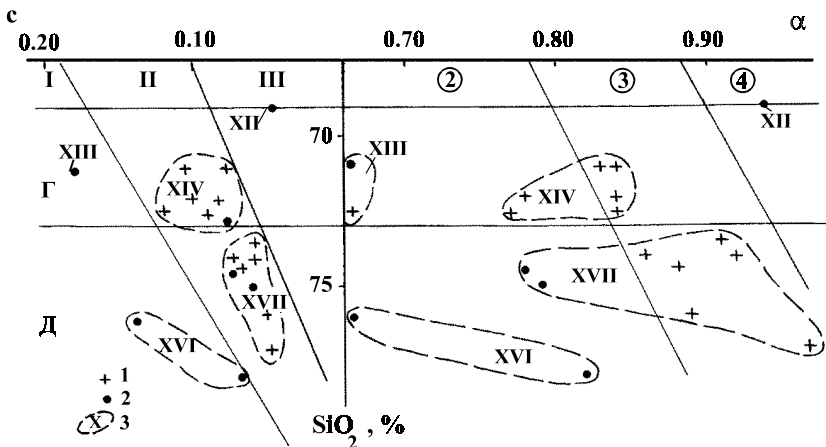 с α
0.20 0.10 0.70 0.80 0.90
I II III ② ③ ④
XII XII
70
XIII XIII
Г XIV XIV
75
XVII XVII
Д
XVI XVI
1
2
X 3
SiO2, %